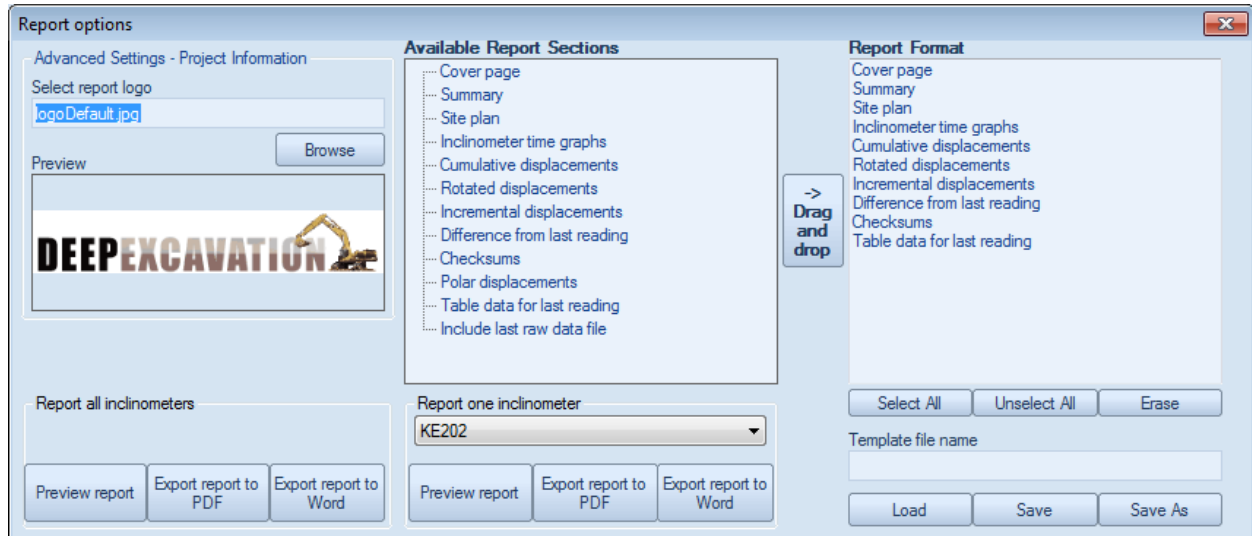 Report options
Advanced Settings - Project Information
Select report logo
logoDefault.jpg
Browse
Preview
DEEPEXCAVATION
Available Report Sections
Cover page
Summary
Site plan
Inclinometer time graphs
Cumulative displacements
Rotated displacements
Incremental displacements
Difference from last reading
Checksums
Polar displacements
Table data for last reading
Include last raw data file
->
Drag
and
drop
Report Format
Cover page
Summary
Site plan
Inclinometer time graphs
Cumulative displacements
Rotated displacements
Incremental displacements
Difference from last reading
Checksums
Table data for last reading
Select All
Unselect All
Erase
Template file name
Load
Save
Save As
Report all inclinometers
Preview report
Export report to
PDF
Export report to
Word
Report one inclinometer
KE202
Preview report
Export report to
PDF
Export report to
Word